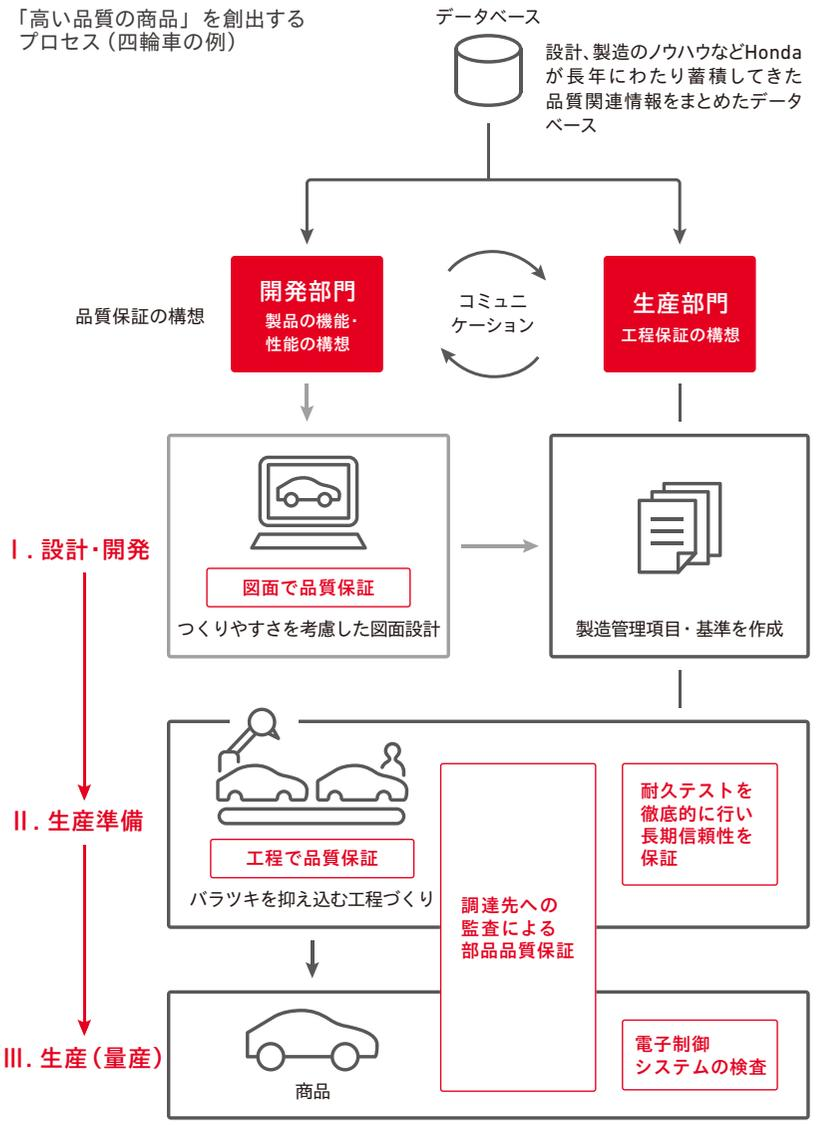 「高い品質の商品」を創出する
プロセス（四輪車の例）
データベース
設計、製造のノウハウなどHonda
が長年にわたり蓄積してきた
品質関連情報をまとめたデータ
ベース
品質保証の構想
開発部門
製品の機能・
性能の構想
コミュニ
ケーション
生産部門
工程保証の構想
Ⅰ. 設計・開発
図面で品質保証
つくりやすさを考慮した図面設計
製造管理項目・基準を作成
Ⅱ. 生産準備
工程で品質保証
バラツキを抑え込む工程づくり
調達先への
監査による
部品品質保証
耐久テストを
徹底的に行い
長期信頼性を
保証
Ⅲ. 生産（量産）
商品
電子制御
システムの検査